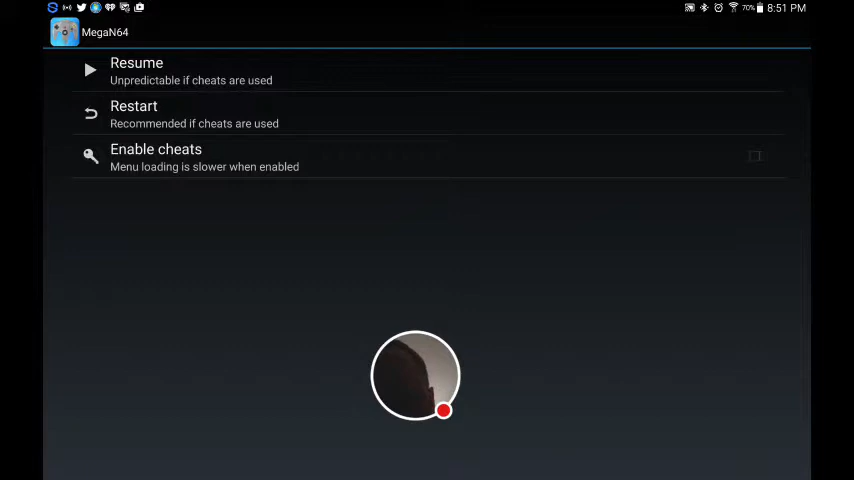 70% 8:51 PM
MegaN64
Resume
Unpredictable if cheats are used
Restart
Recommended if cheats are used
Enable cheats
Menu loading is slower when enabled